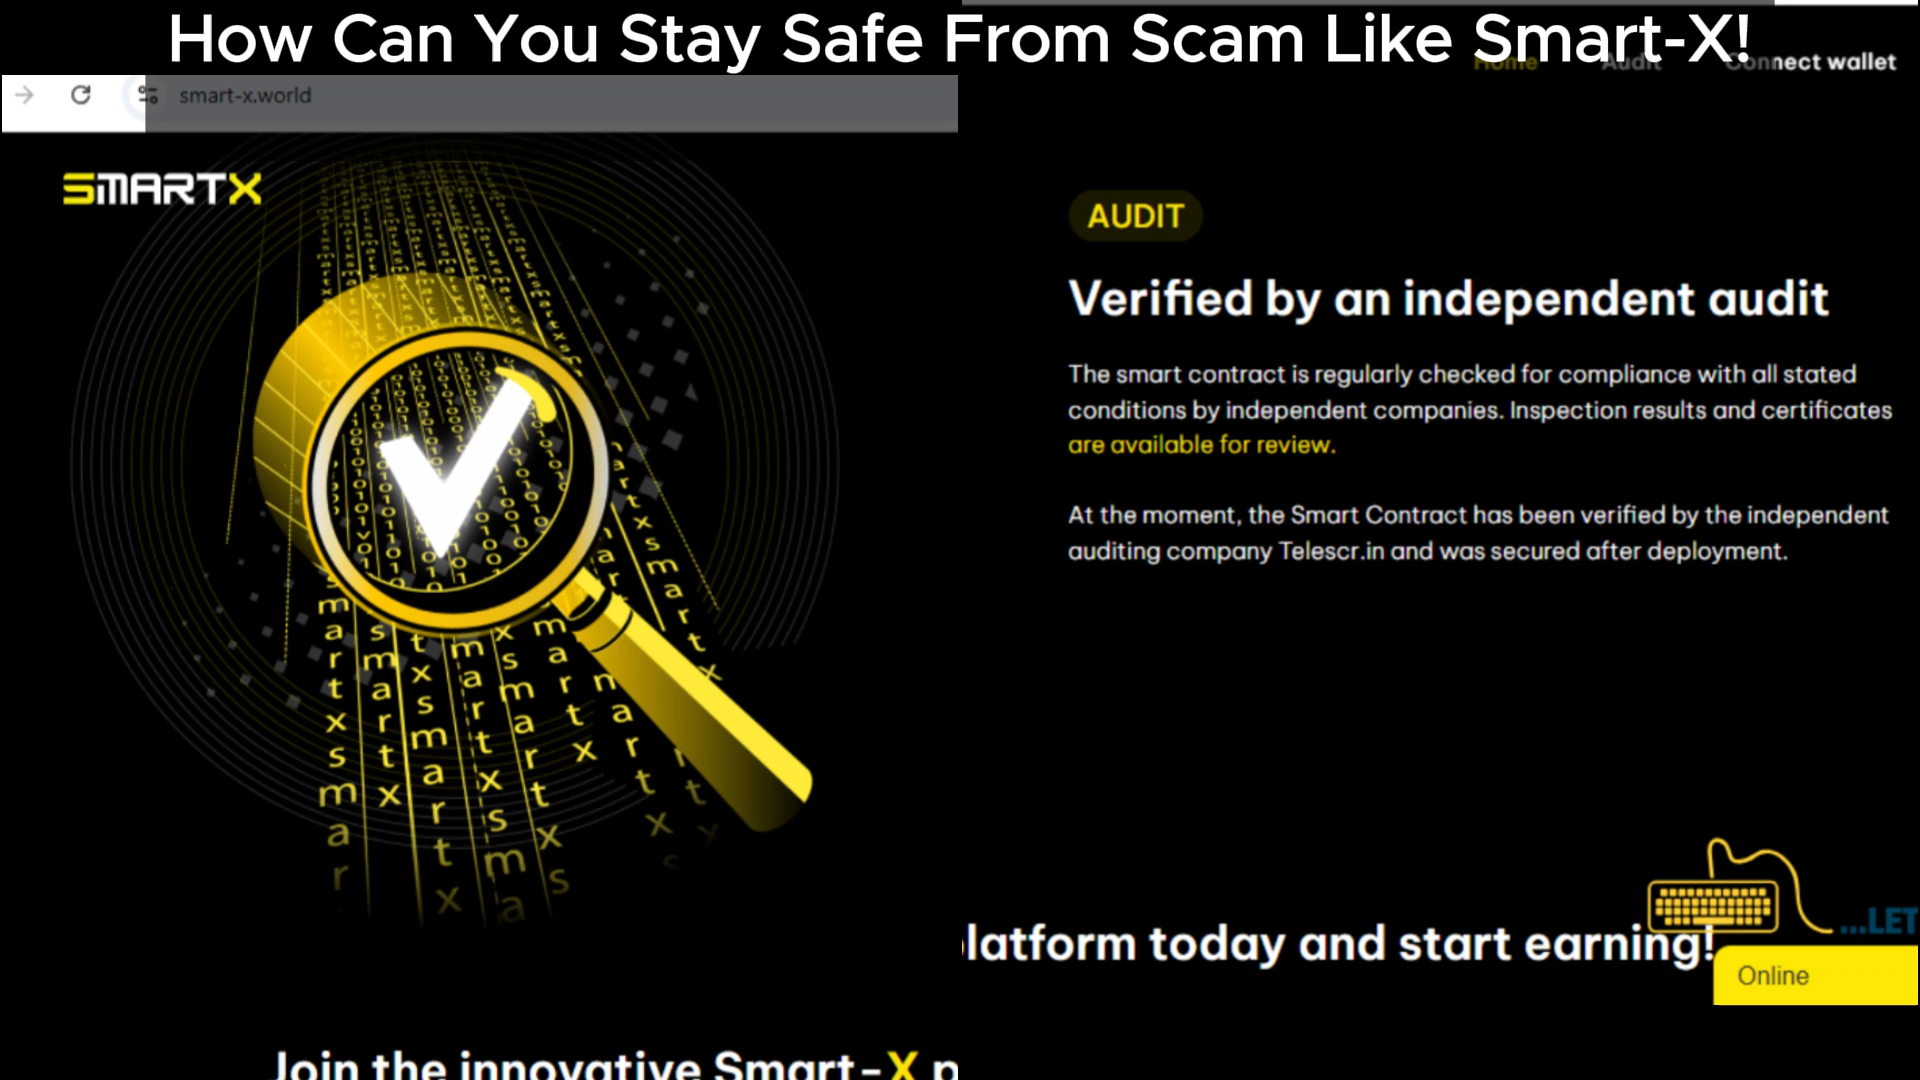 How Can You Stay Safe From Scam Like Smart-X!
Home Audit Connect wallet
smart-x.world
SMARTX
AUDIT
Verified by an independent audit
The smart contract is regularly checked for compliance with all stated
conditions by independent companies. Inspection results and certificates
are available for review.
At the moment, the Smart Contract has been verified by the independent
auditing company Telescr.in and was secured after deployment.
latform today and start earning!
...LET
Online
Join the innovative Smart-X p